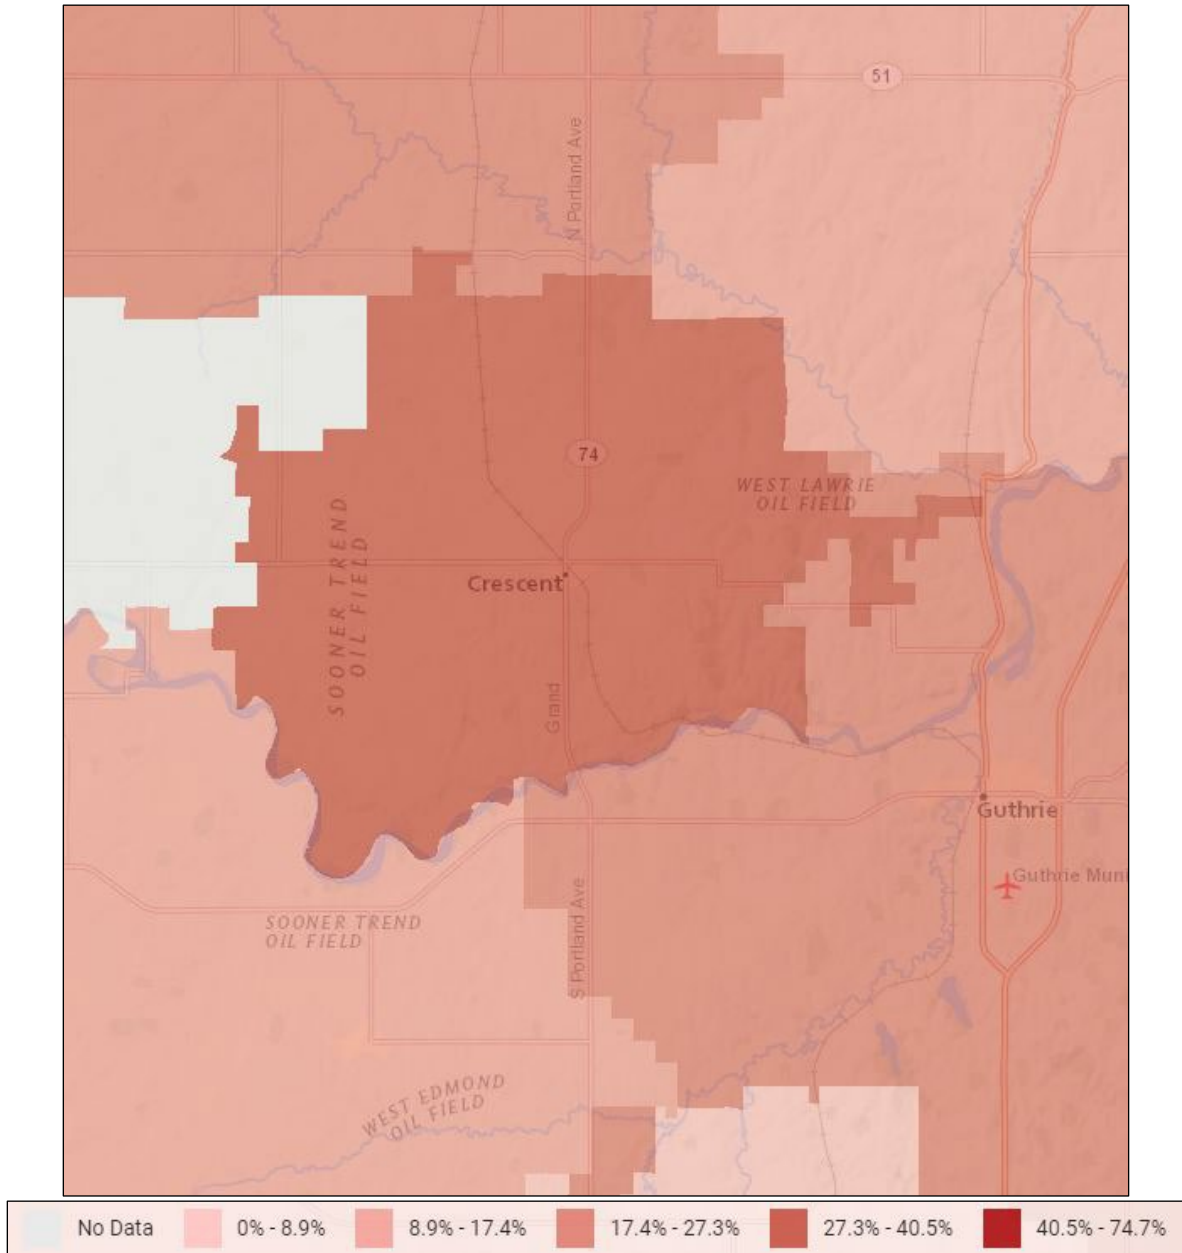 51
N Portland Ave
74
WEST LAWRIE
OIL FIELD
SOONER TREND
OIL FIELD
Crescent
Grand
Guthrie
Guthrie Muni
S Portland Ave
SOONER TREND
OIL FIELD
WEST EDMOND
OIL FIELD
No Data
0% - 8.9%
8.9% - 17.4%
17.4% - 27.3%
27.3% - 40.5%
40.5% - 74.7%